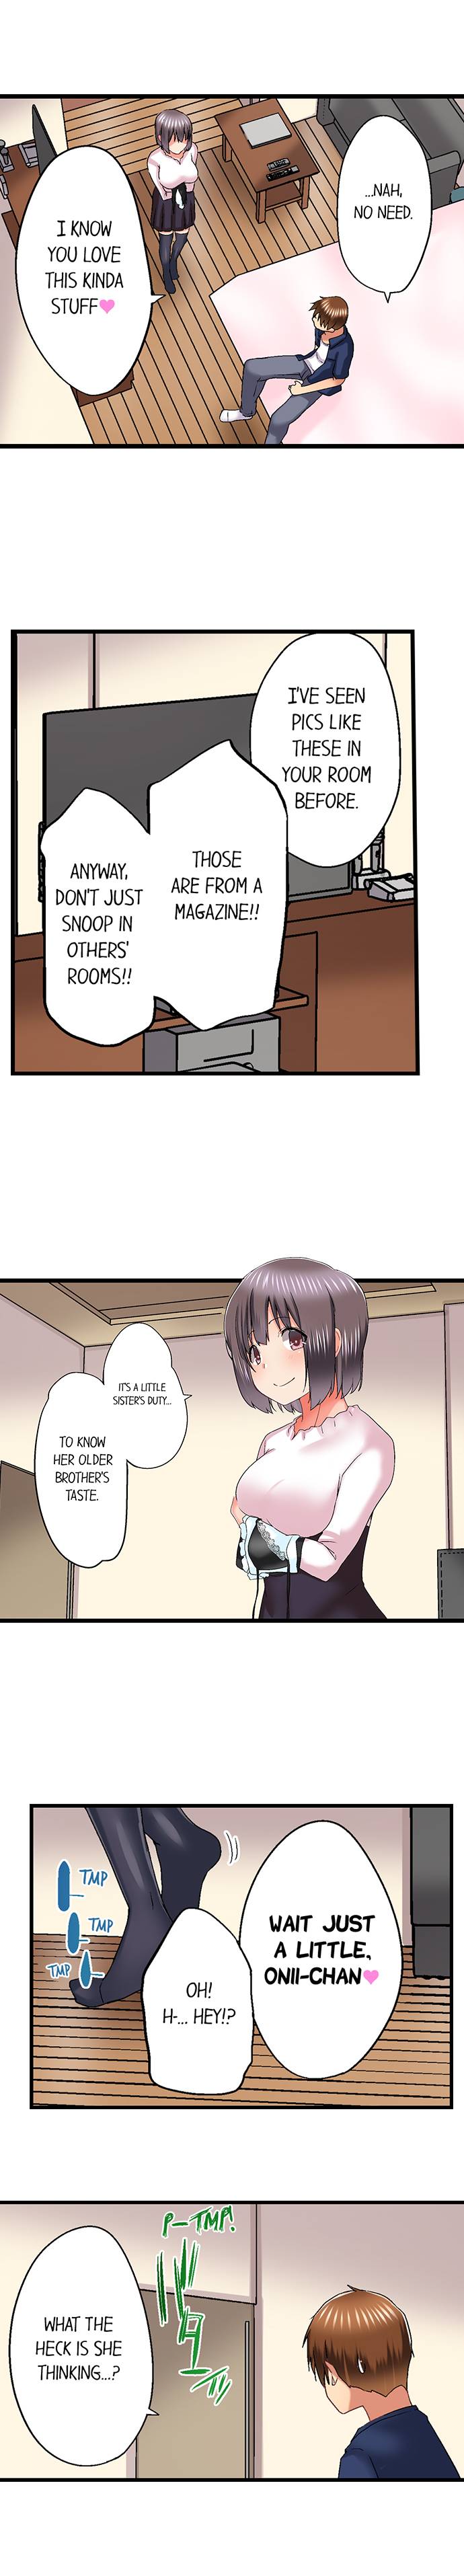 ...NAH,
NO NEED.
I KNOW
YOU LOVE
THIS KINDA
STUFF♥
I'VE SEEN
PICS LIKE
THESE IN
YOUR ROOM
BEFORE.
THOSE
ARE FROM A
MAGAZINE!!
ANYWAY,
DON'T JUST
SNOOP IN
OTHERS'
ROOMS!!
IT'S A LITTLE
SISTER'S DUTY...
TO KNOW
HER OLDER
BROTHER'S
TASTE.
WAIT JUST
A LITTLE,
ONII-CHAN♥
TMP
TMP
TMP
OH!
H-... HEY!?
P-TMP!
WHAT THE
HECK IS SHE
THINKING...?